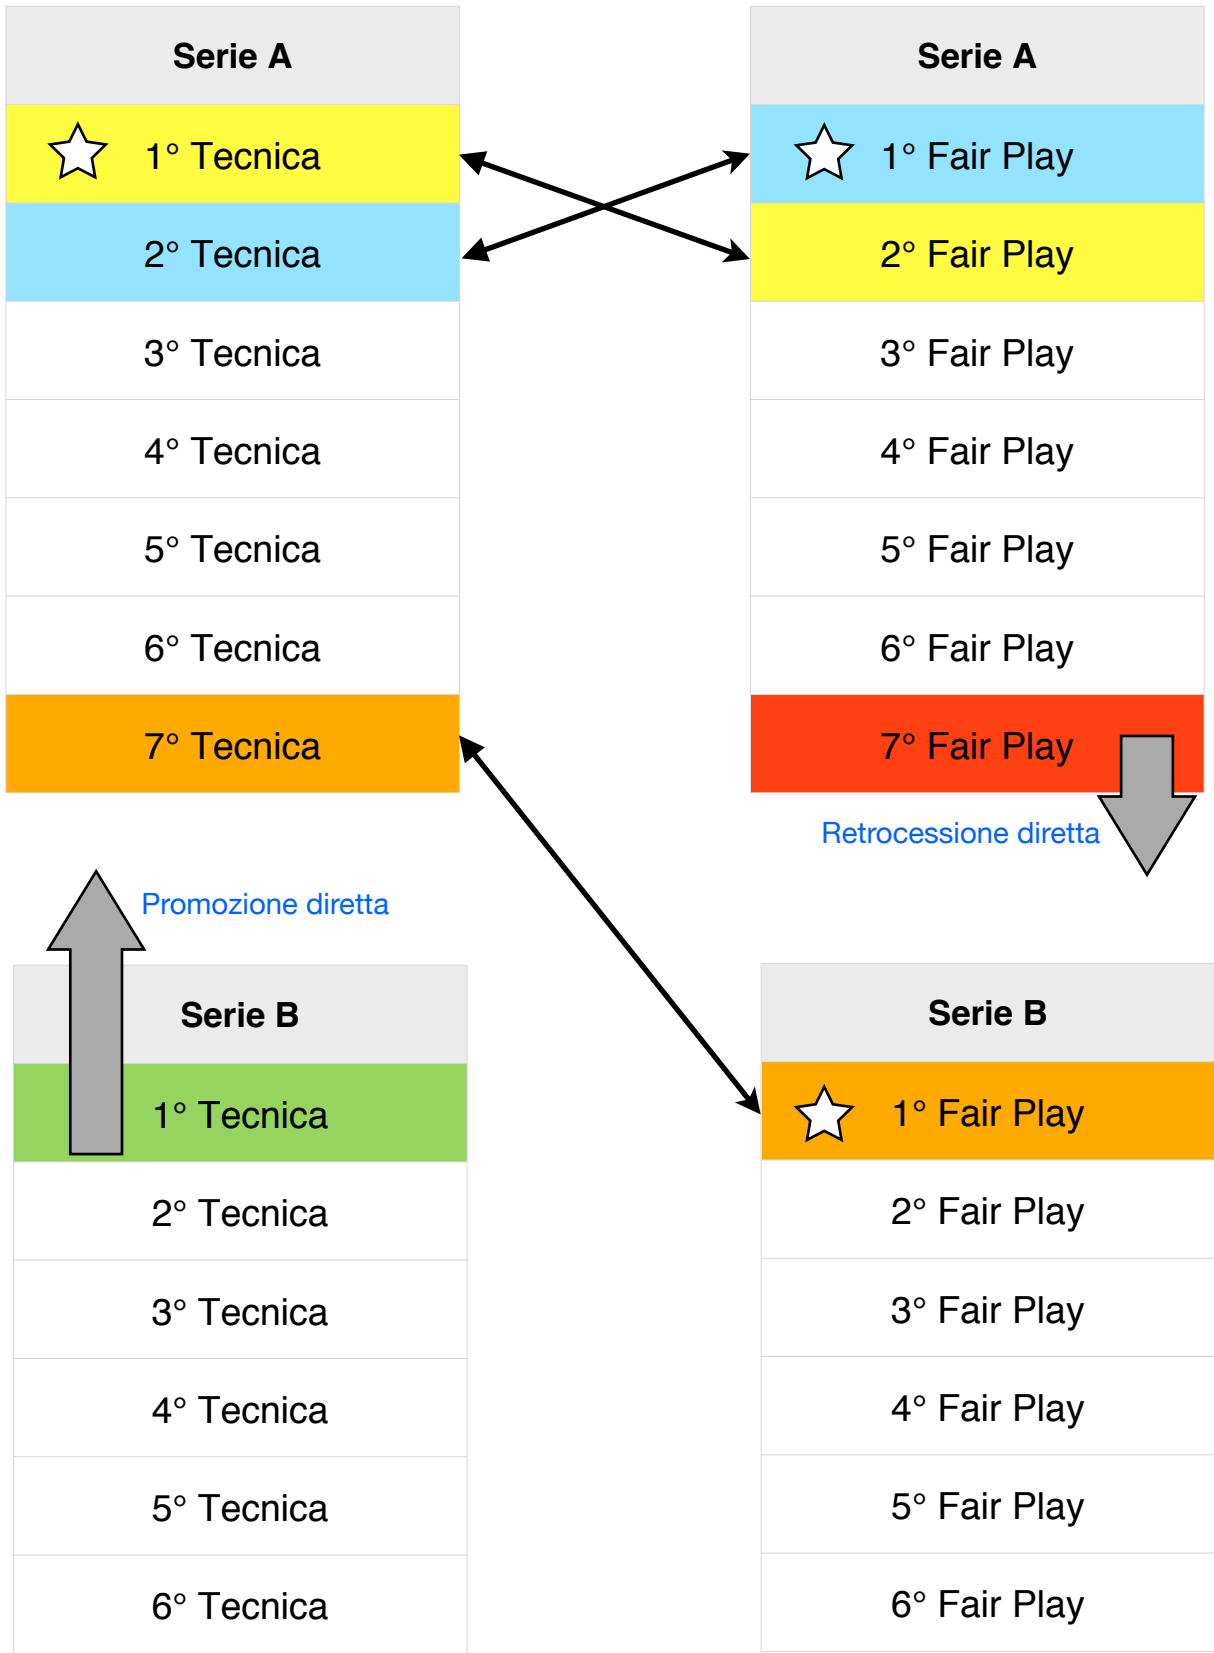 Serie A
1° Tecnica
2° Tecnica
3° Tecnica
4° Tecnica
5° Tecnica
6° Tecnica
7° Tecnica
Serie A
1° Fair Play
2° Fair Play
3° Fair Play
4° Fair Play
5° Fair Play
6° Fair Play
7° Fair Play
Retrocessione diretta
Promozione diretta
Serie B
1° Tecnica
2° Tecnica
3° Tecnica
4° Tecnica
5° Tecnica
6° Tecnica
Serie B
1° Fair Play
2° Fair Play
3° Fair Play
4° Fair Play
5° Fair Play
6° Fair Play